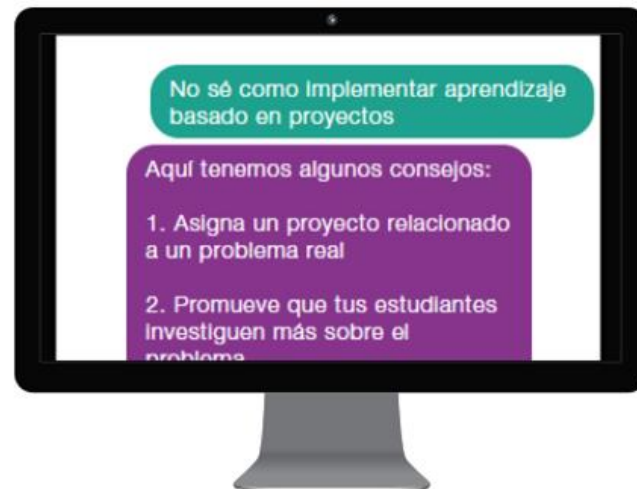 No sé como implementar aprendizaje
basado en proyectos
Aquí tenemos algunos consejos:
1. Asigna un proyecto relacionado
a un problema real
2. Promueve que tus estudiantes
investiguen más sobre el
problema